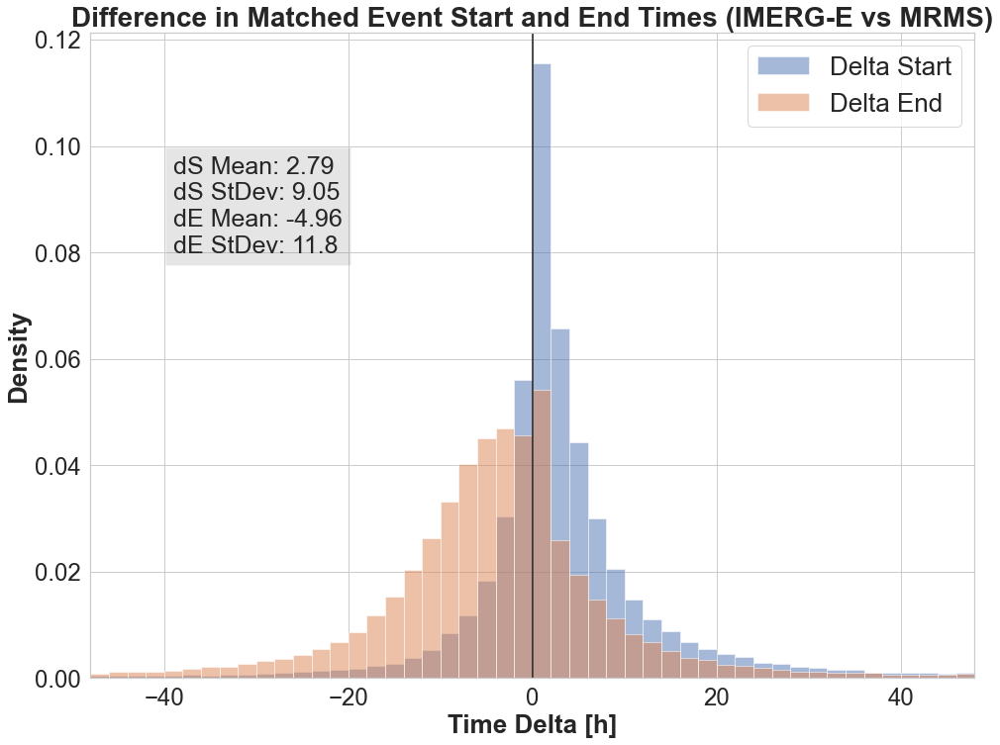 Difference in Matched Event Start and End Times (IMERG-E vs MRMS)
0.12
0.10
0.08
0.06
0.04
0.02
0.00
Density
Delta Start
Delta End
dS Mean: 2.79
dS StDev: 9.05
dE Mean: -4.96
dE StDev: 11.8
−40
−20
0
20
40
Time Delta [h]